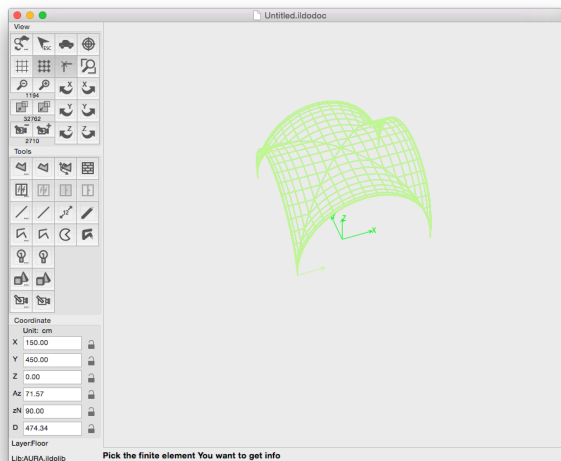 Untitled.ildodoc
View
ESC
1194
X X
32762
Y Y
2710
Z Z
Tools
12
Coordinate
Unit: cm
X 150.00
Y 450.00
Z 0.00
Az 71.57
zN 90.00
D 474.34
Layer:Floor
Lib:AURA.ildolib
Z
X
Pick the finite element You want to get info